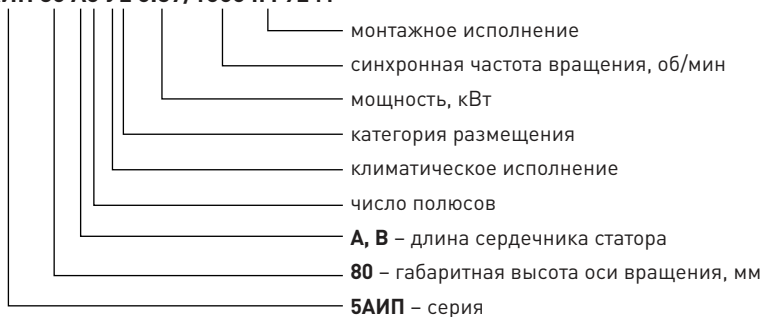 монтажное исполнение
синхронная частота вращения, об/мин
мощность, кВт
категория размещения
климатическое исполнение
число полюсов
А, В – длина сердечника статора
80 – габаритная высота оси вращения, мм
5АИП – серия